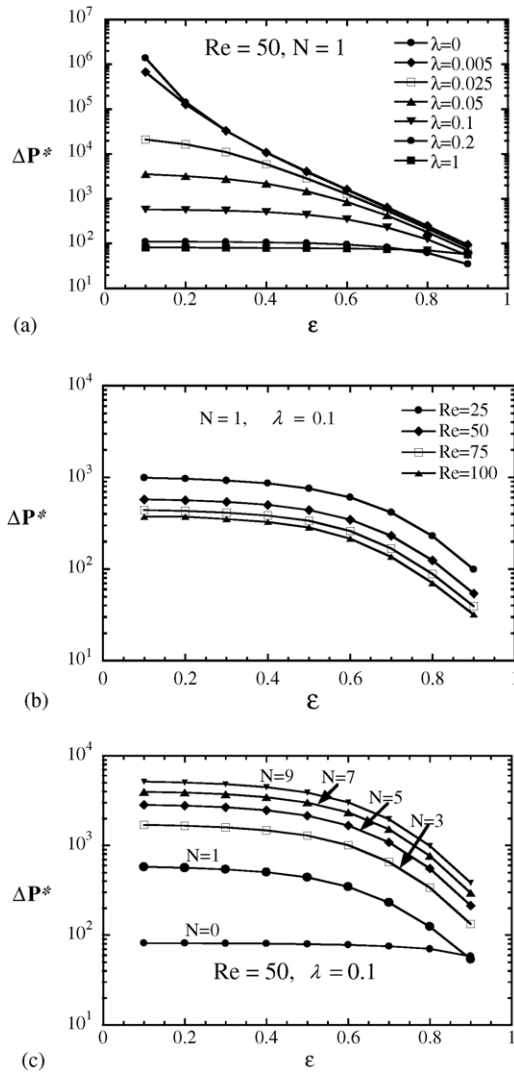 10^6
10^5
10^4
10^3
10^2
10^1
ΔP*
Re = 50, N = 1
λ=0
λ=0.005
λ=0.025
λ=0.05
λ=0.1
λ=0.2
λ=1
0 0.2 0.4 0.6 0.8 1
ε
(a)
10^4
10^3
10^2
10^1
ΔP*
N = 1, λ = 0.1
Re=25
Re=50
Re=75
Re=100
0 0.2 0.4 0.6 0.8 1
ε
(b)
10^4
10^3
10^2
10^1
ΔP*
N=9
N=7
N=5
N=3
N=1
N=0
Re = 50, λ = 0.1
0 0.2 0.4 0.6 0.8 1
ε
(c)